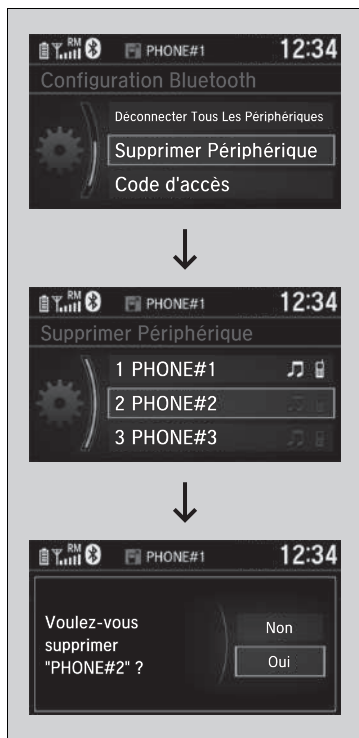 RM PHONE#1 12:34
Configuration Bluetooth
Déconnecter Tous Les Périphériques
Supprimer Périphérique
Code d'accès
RM PHONE#1 12:34
Supprimer Périphérique
1 PHONE#1
2 PHONE#2
3 PHONE#3
RM PHONE#1 12:34
Voulez-vous
supprimer
"PHONE#2" ?
Non
Oui